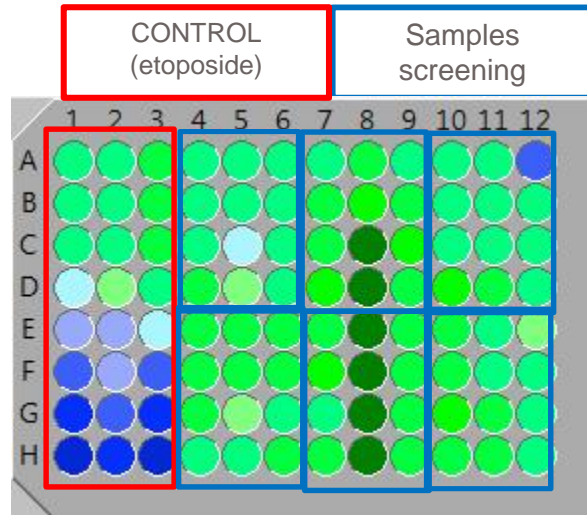 CONTROL
(etoposide)
Samples
screening
1 2 3 4 5 6 7 8 9 10 11 12
A
B
C
D
E
F
G
H